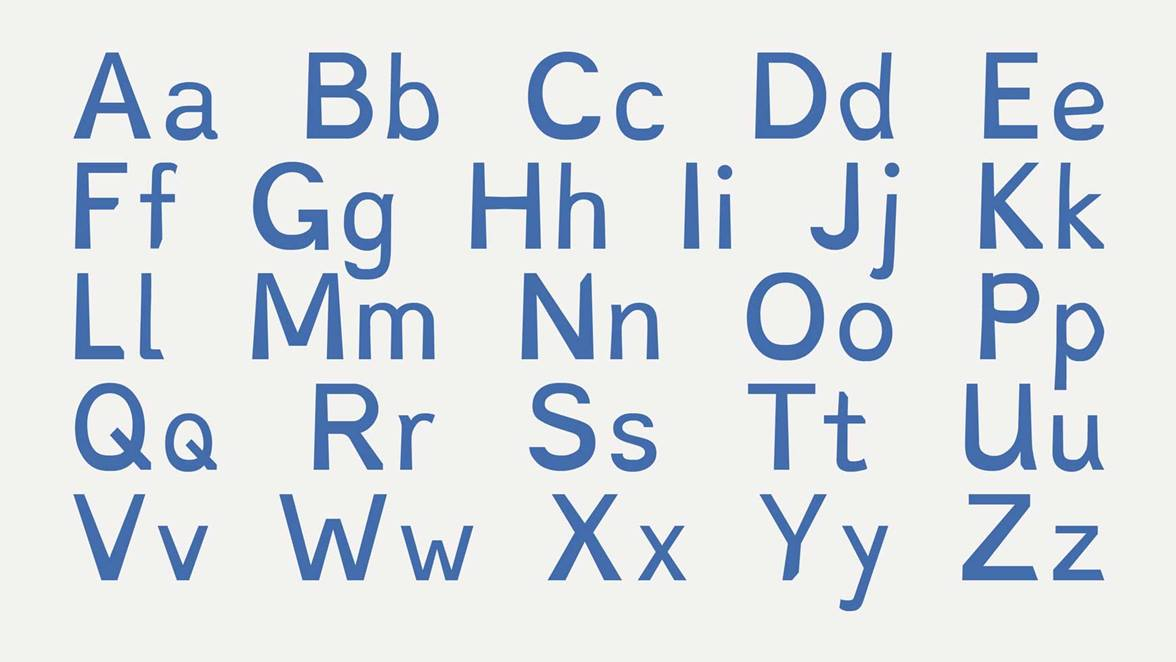 Aa Bb Cc Dd Ee
Ff Gg Hh Ii Jj Kk
Ll Mm Nn Oo Pp
QQ Rr Ss Tt Uu
Vv Ww Xx Yy Zz